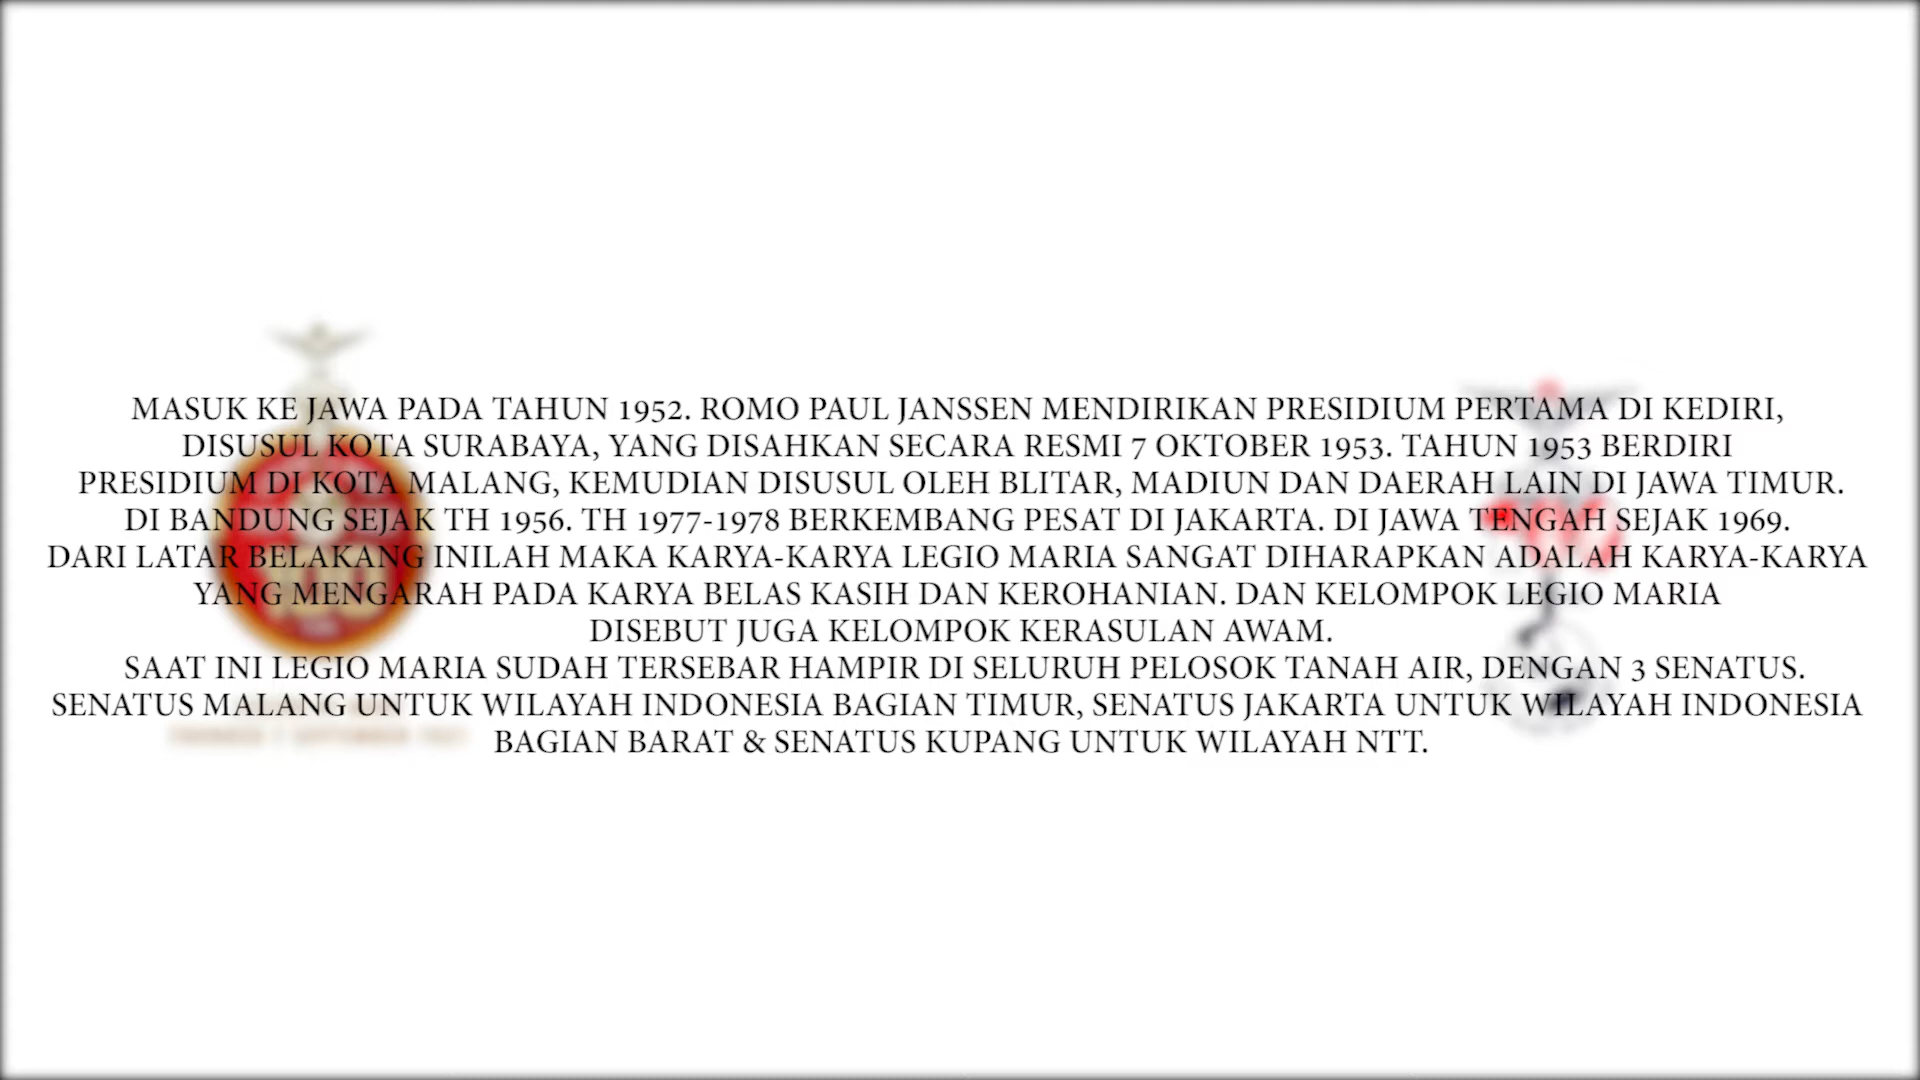 MASUK KE JAWA PADA TAHUN 1952. ROMO PAUL JANSSEN MENDIRIKAN PRESIDIUM PERTAMA DI KEDIRI,
DISUSUL KOTA SURABAYA, YANG DISAHKAN SECARA RESMI 7 OKTOBER 1953. TAHUN 1953 BERDIRI
PRESIDIUM DI KOTA MALANG, KEMUDIAN DISUSUL OLEH BLITAR, MADIUN DAN DAERAH LAIN DI JAWA TIMUR.
DI BANDUNG SEJAK TH 1956. TH 1977-1978 BERKEMBANG PESAT DI JAKARTA. DI JAWA TENGAH SEJAK 1969.
DARI LATAR BELAKANG INILAH MAKA KARYA-KARYA LEGIO MARIA SANGAT DIHARAPKAN ADALAH KARYA-KARYA
YANG MENGARAH PADA KARYA BELAS KASIH DAN KEROHANIAN. DAN KELOMPOK LEGIO MARIA
DISEBUT JUGA KELOMPOK KERASULAN AWAM.
SAAT INI LEGIO MARIA SUDAH TERSEBAR HAMPIR DI SELURUH PELOSOK TANAH AIR, DENGAN 3 SENATUS.
SENATUS MALANG UNTUK WILAYAH INDONESIA BAGIAN TIMUR, SENATUS JAKARTA UNTUK WILAYAH INDONESIA
BAGIAN BARAT & SENATUS KUPANG UNTUK WILAYAH NTT.